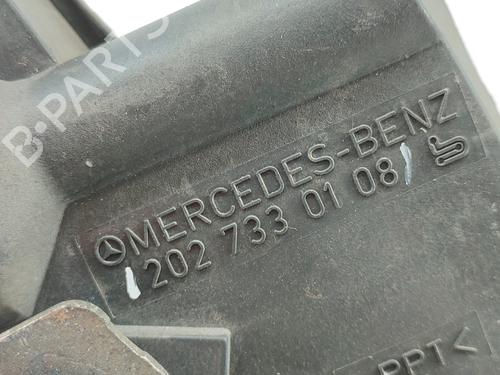 B-PARTS
MERCEDES-BENZ
202 733 01 08
PPT<